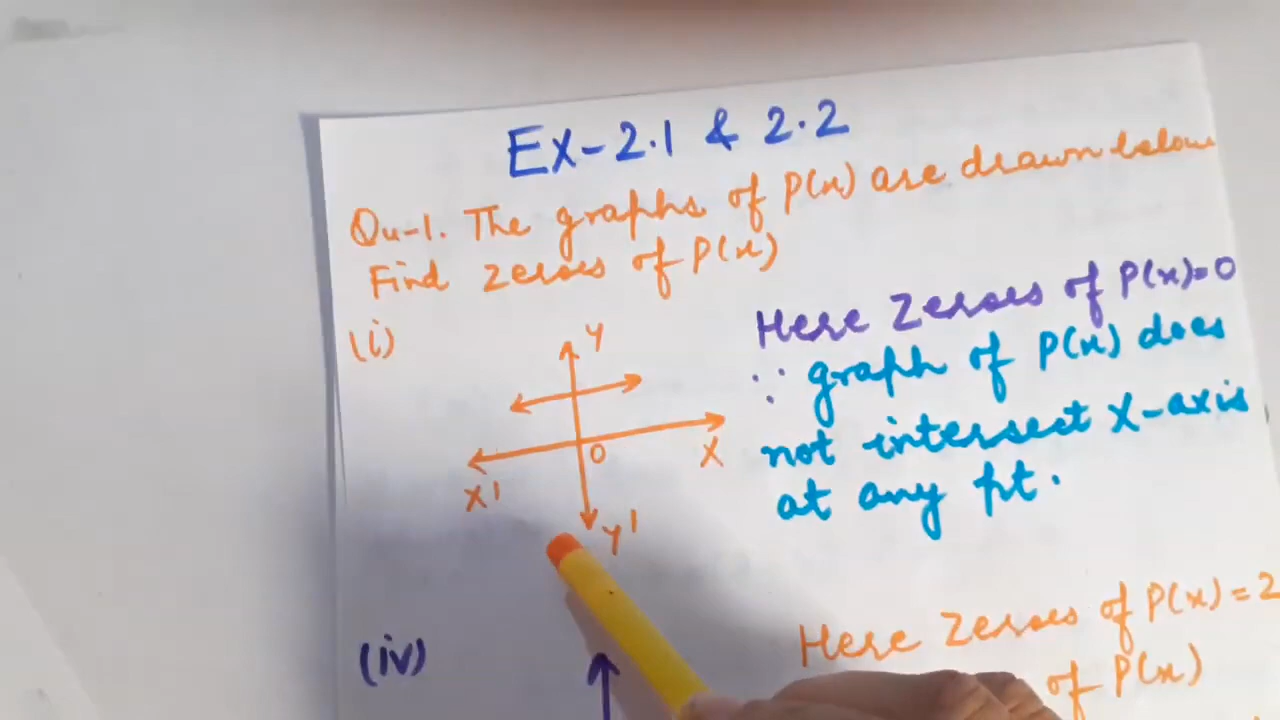 Ex-2.1 & 2.2
Qu-1. The graphs of P(x) are drawn below
Find zeroes of P(x)
(i)
Y
X
O
X'
Y'
Here Zeroes of P(x)=0
∵ graph of P(x) does
not intersect X-axis
at any pt.
(iv)
Here Zeroes of P(x)=2
of P(x)